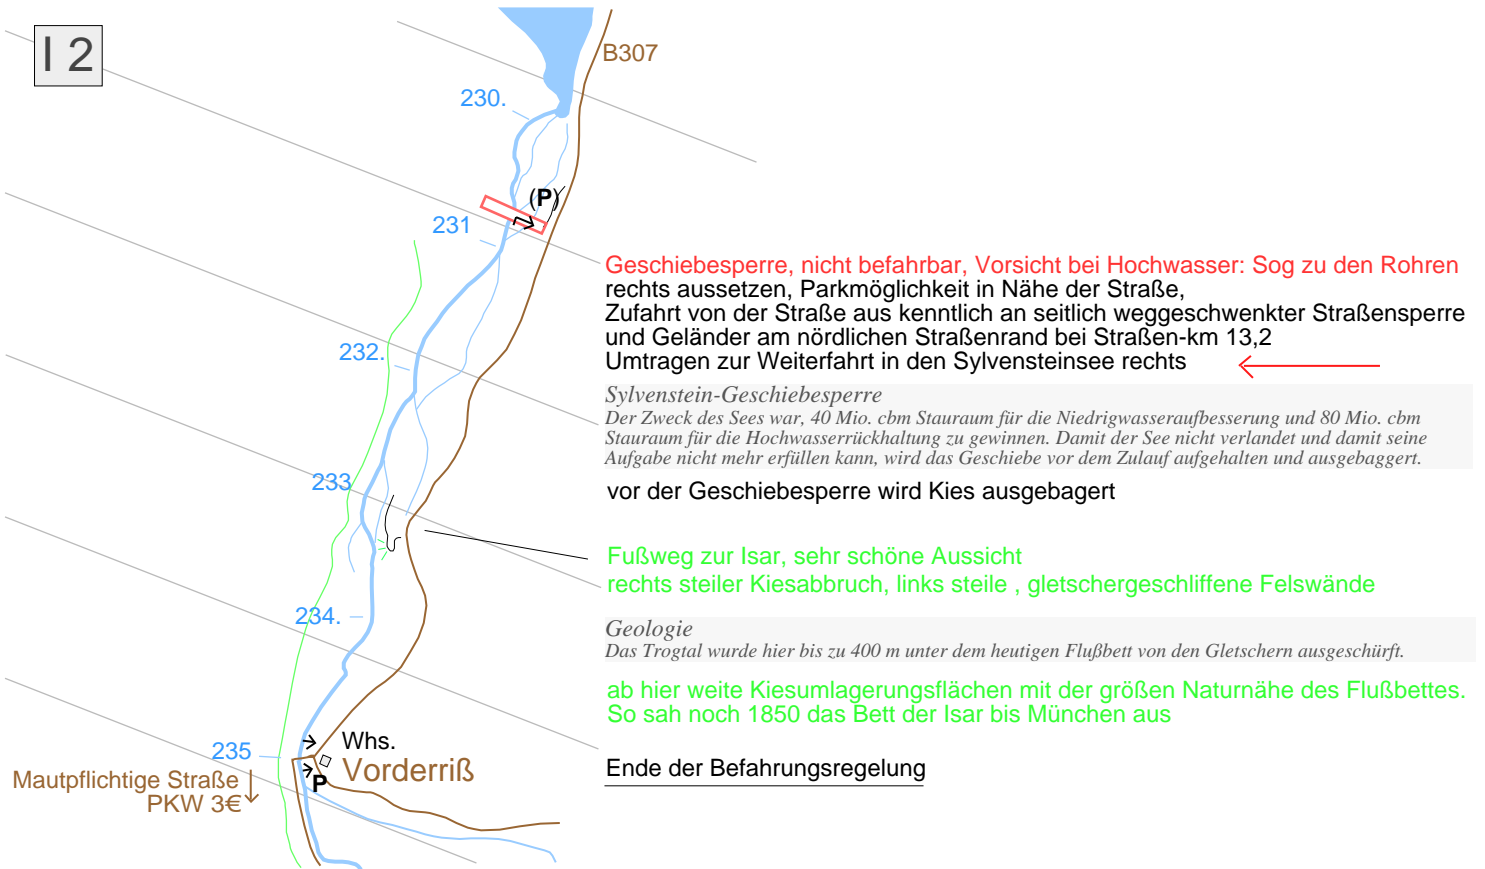 I 2
B307
230.
(P)
231
Geschiebesperre, nicht befahrbar, Vorsicht bei Hochwasser: Sog zu den Rohren
rechts aussetzen, Parkmöglichkeit in Nähe der Straße,
Zufahrt von der Straße aus kenntlich an seitlich weggeschwenkter Straßensperre
und Geländer am nördlichen Straßenrand bei Straßen-km 13,2
Umtragen zur Weiterfahrt in den Sylvensteinsee rechts
232.
Sylvenstein-Geschiebesperre
Der Zweck des Sees war, 40 Mio. cbm Stauraum für die Niedrigwasseraufbesserung und 80 Mio. cbm
Stauraum für die Hochwasserrückhaltung zu gewinnen. Damit der See nicht verlandet und damit seine
Aufgabe nicht mehr erfüllen kann, wird das Geschiebe vor dem Zulauf aufgehalten und ausgebaggert.
233
vor der Geschiebesperre wird Kies ausgebagert
Fußweg zur Isar, sehr schöne Aussicht
rechts steiler Kiesabbruch, links steile , gletschergeschliffene Felswände
234.
Geologie
Das Trogtal wurde hier bis zu 400 m unter dem heutigen Flußbett von den Gletschern ausgeschürft.
ab hier weite Kiesumlagerungsflächen mit der größen Naturnähe des Flußbettes.
So sah noch 1850 das Bett der Isar bis München aus
235
Whs.
Vorderriß
P
Mautpflichtige Straße
PKW 3€
Ende der Befahrungsregelung